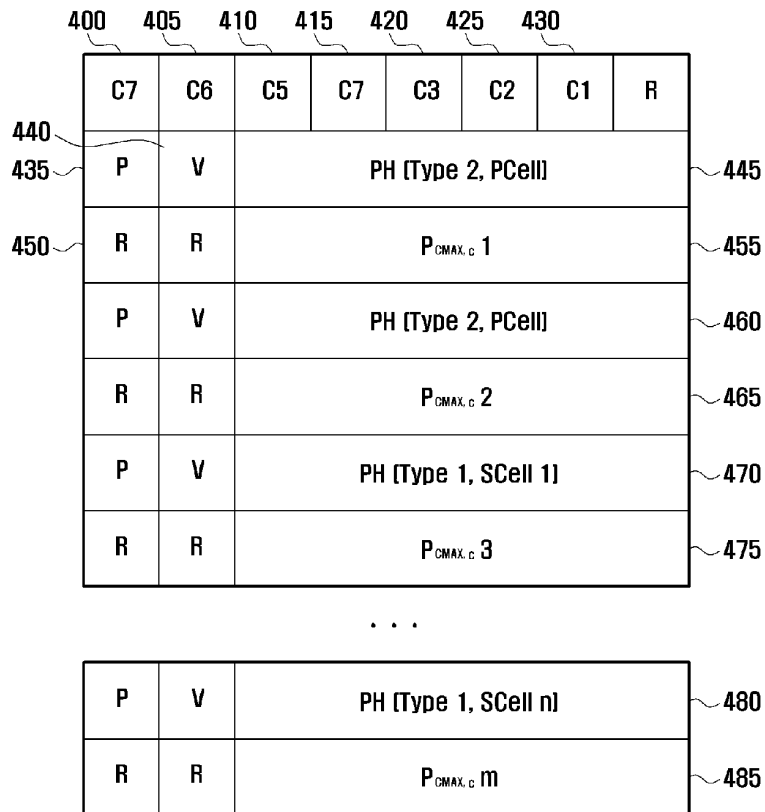 400 405 410 415 420 425 430
C7 C6 C5 C7 C3 C2 C1 R
440
435 P V PH (Type 2, PCell) 445
450 R R PCMAX, c 1 455
P V PH (Type 2, PCell) 460
R R PCMAX, c 2 465
P V PH (Type 1, SCell 1) 470
R R PCMAX, c 3 475
. . .
P V PH (Type 1, SCell n) 480
R R PCMAX, c m 485